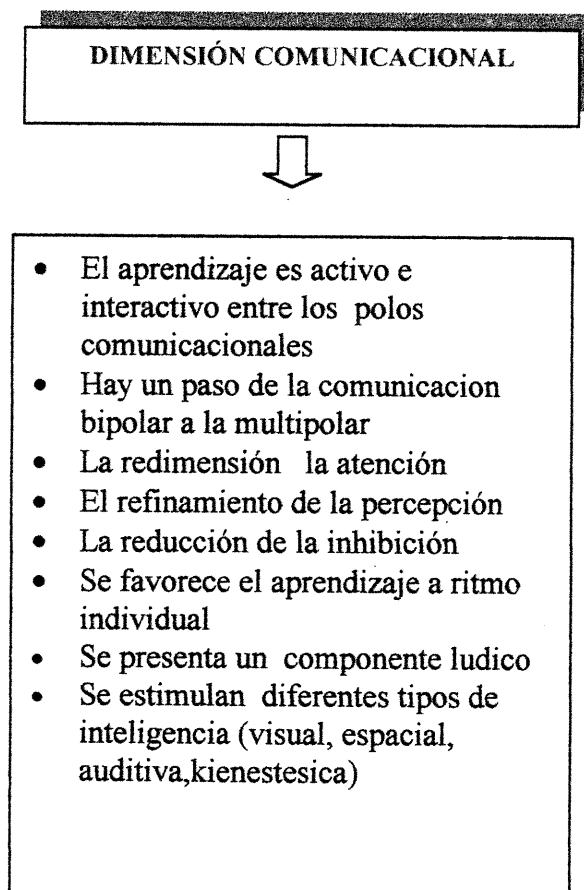 DIMENSIÓN COMUNICACIONAL
• El aprendizaje es activo e
interactivo entre los polos
comunicacionales
• Hay un paso de la comunicacion
bipolar a la multipolar
• La redimensión la atención
• El refinamiento de la percepción
• La reducción de la inhibición
• Se favorece el aprendizaje a ritmo
individual
• Se presenta un componente ludico
• Se estimulan diferentes tipos de
inteligencia (visual, espacial,
auditiva,kienestesica)